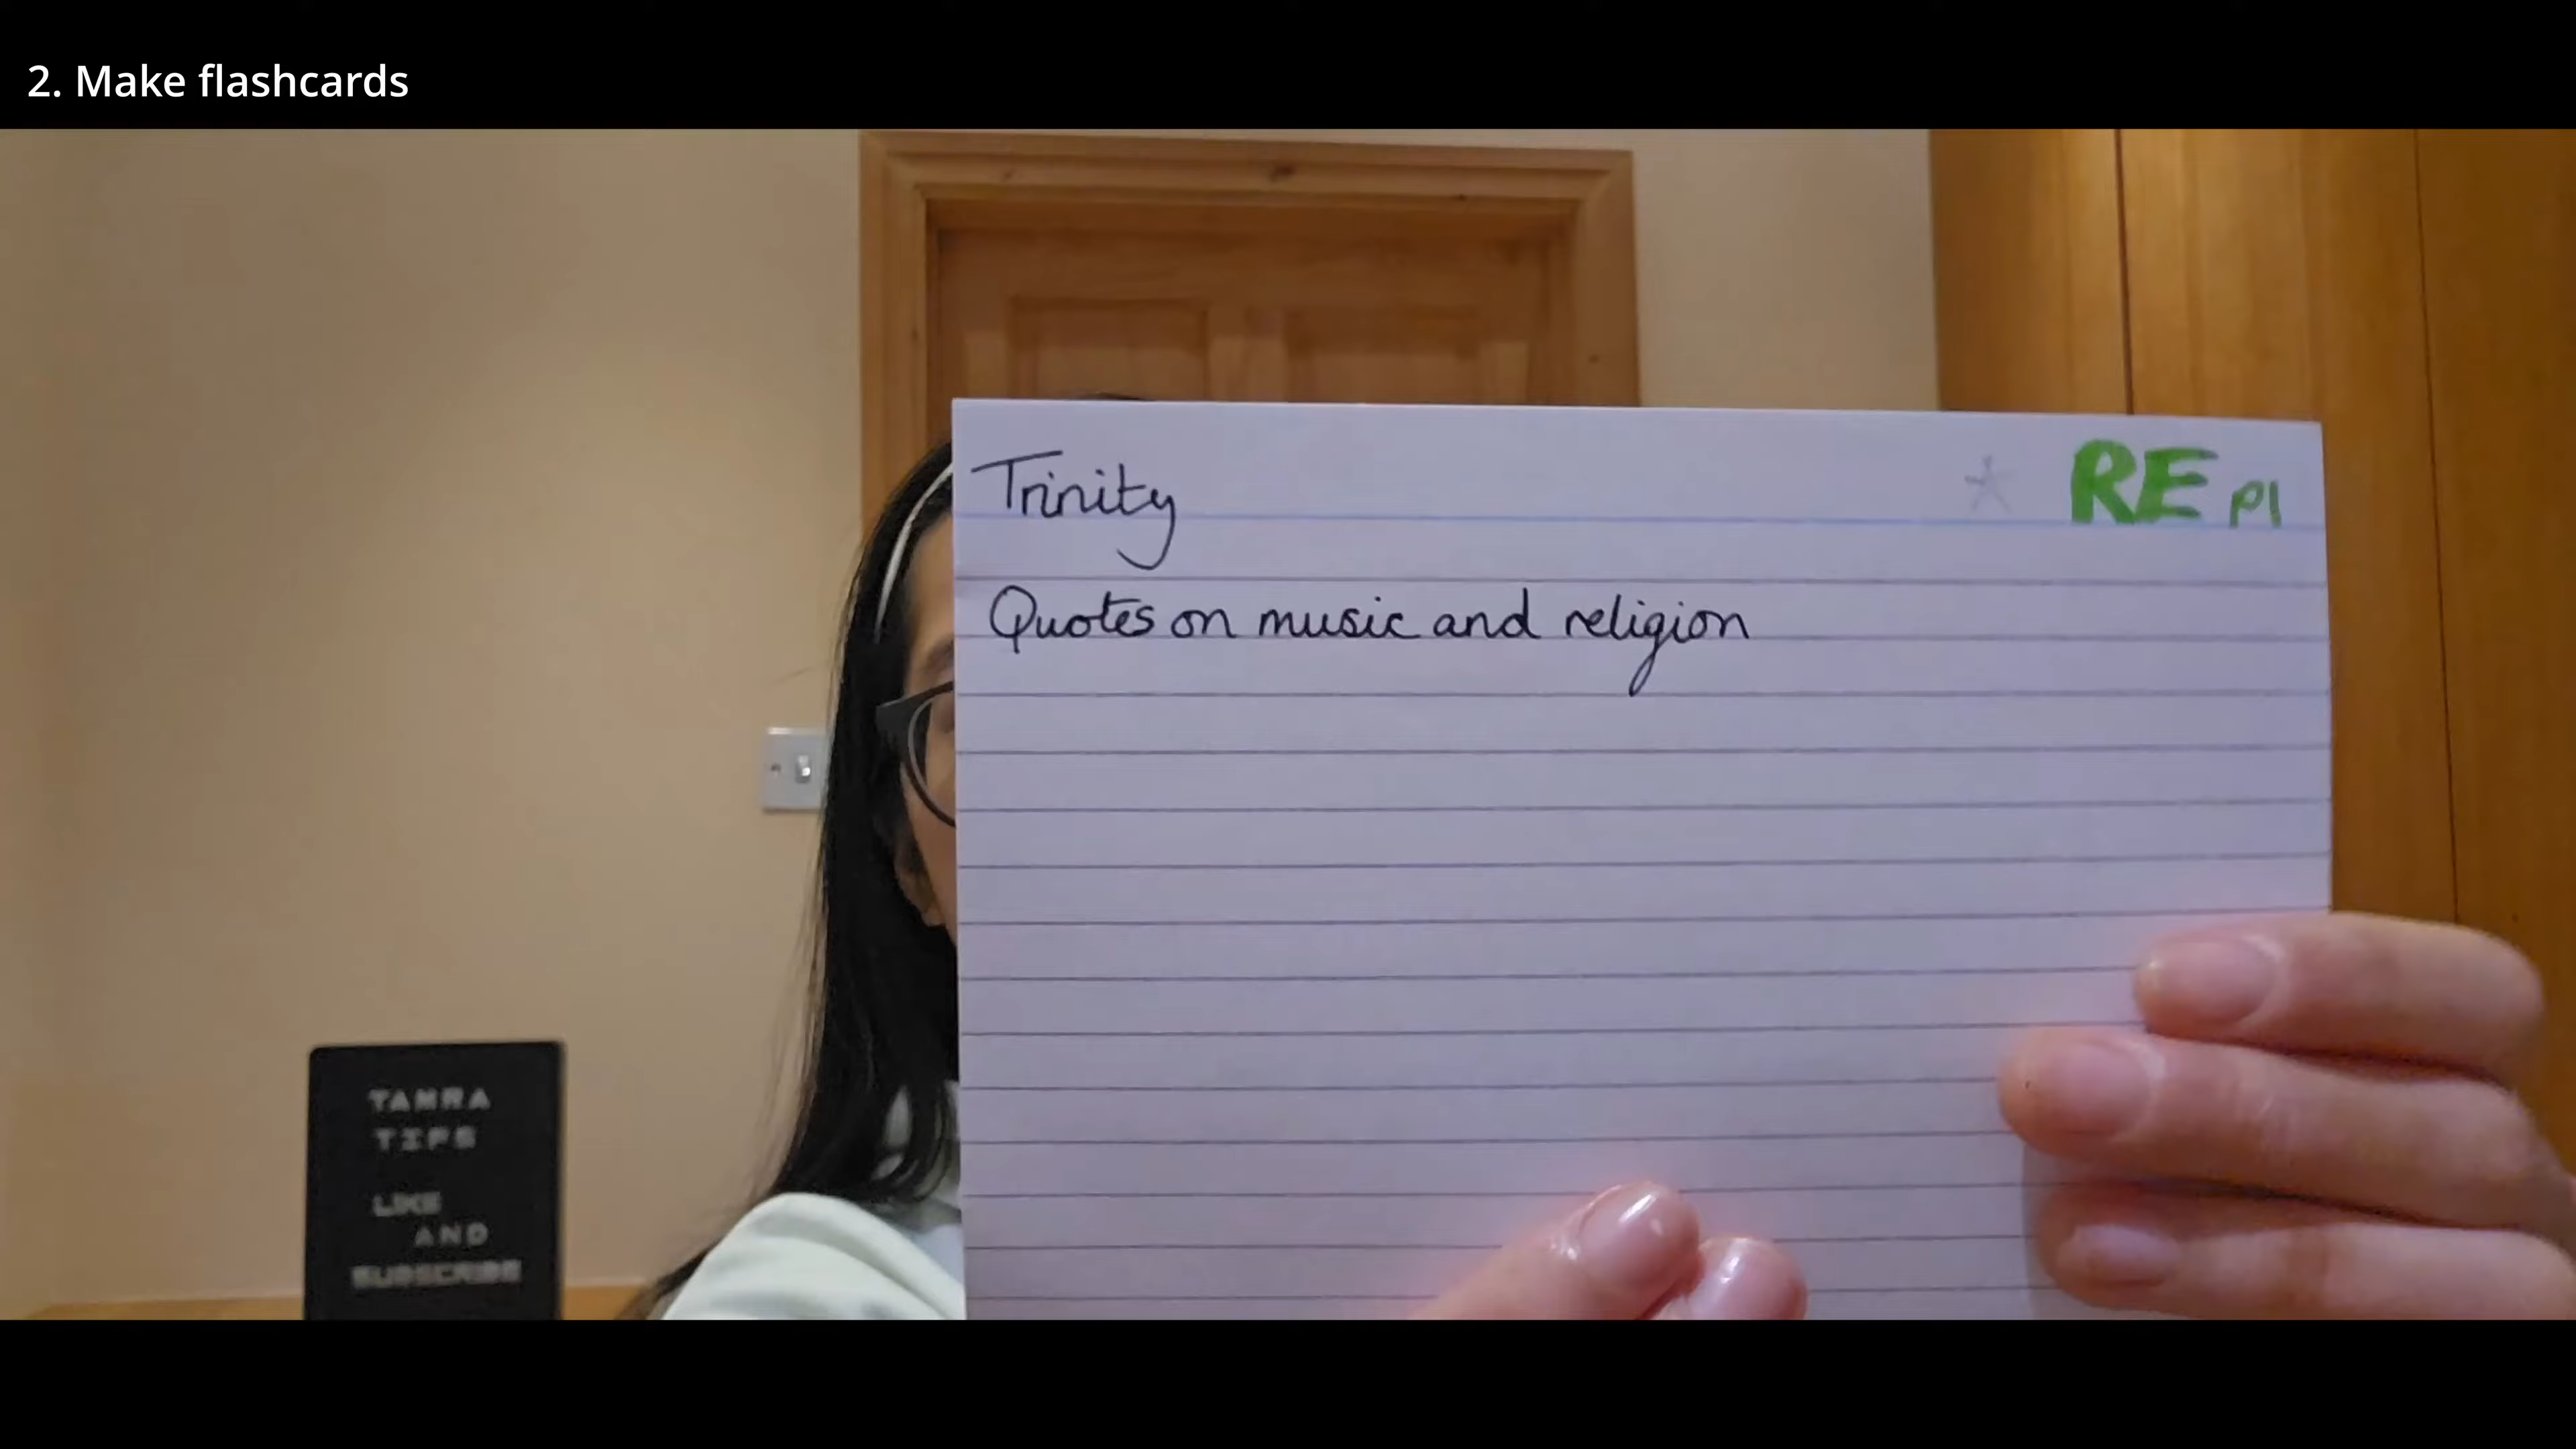 2. Make flashcards
Trinity
RE P1
Quotes on music and religion
TAMRA
TIPS
LIKE
AND
SUBSCRIBE